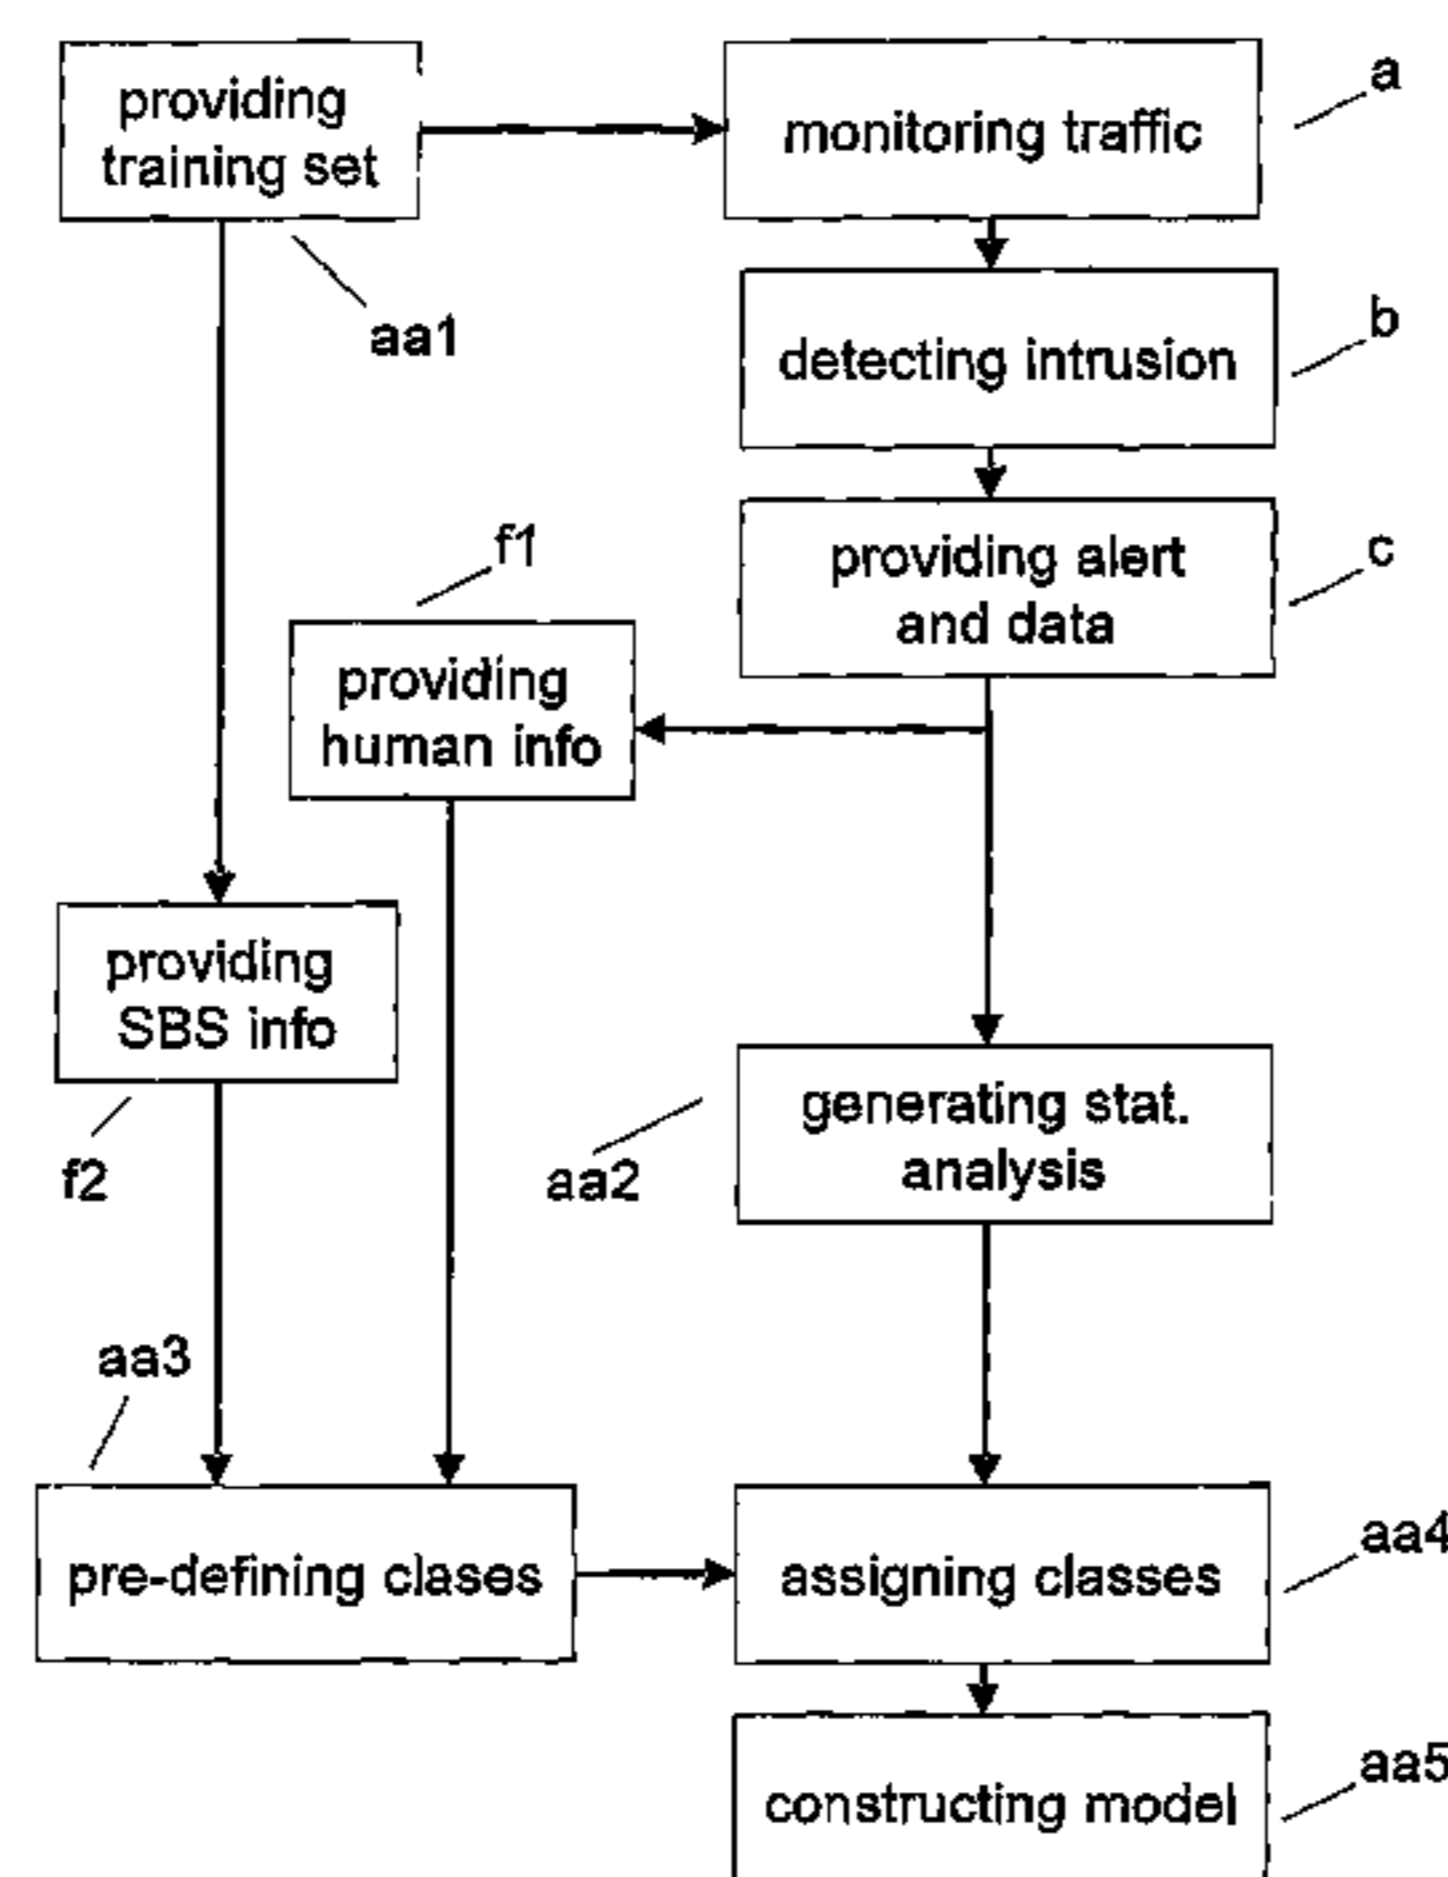 providing
training set
aa1
monitoring traffic
a
detecting intrusion
b
providing alert
and data
c
f1
providing
human info
providing
SBS info
f2
generating stat.
analysis
aa2
aa3
pre-defining clases
assigning classes
aa4
constructing model
aa5